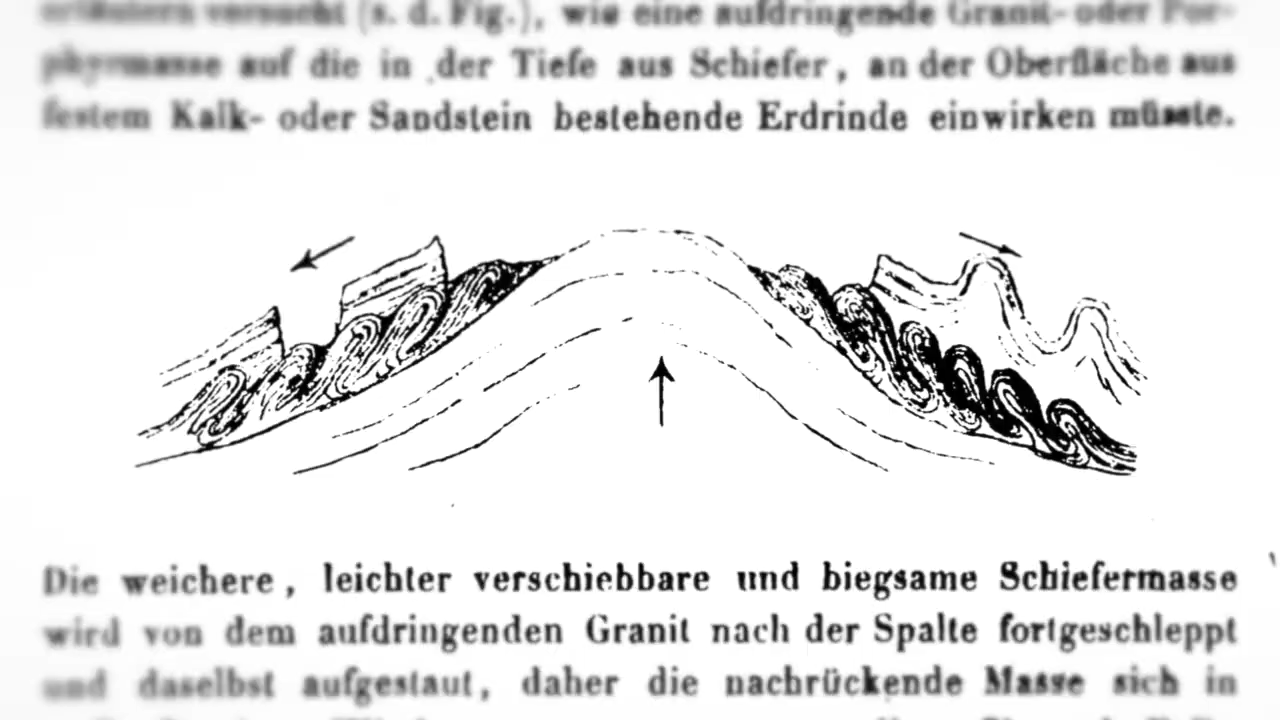 erläutern versucht (s. d. Fig.), wie eine aufdringende Granit- oder Por-
phyrmasse auf die in der Tiefe aus Schiefer, an der Oberfläche aus
festem Kalk- oder Sandstein bestehende Erdrinde einwirken müsste.
Die weichere, leichter verschiebbare und biegsame Schiefermasse
wird von dem aufdringenden Granit nach der Spalte fortgeschleppt
und daselbst aufgestaut, daher die nachrückende Masse sich in